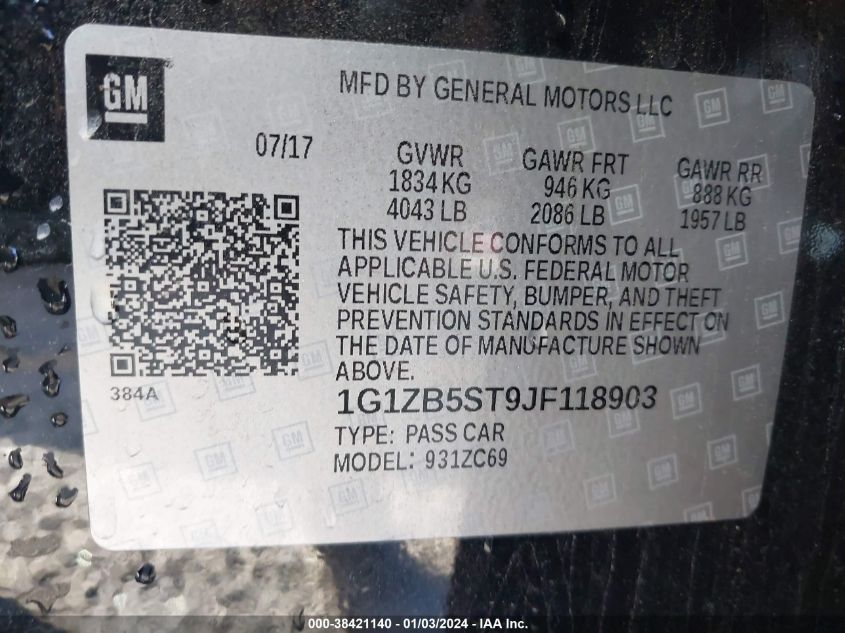 GM
MFD BY GENERAL MOTORS LLC
07/17
GVWR
1834 KG
4043 LB
GAWR FRT
946 KG
2086 LB
GAWR RR
888 KG
1957 LB
THIS VEHICLE CONFORMS TO ALL
APPLICABLE U.S. FEDERAL MOTOR
VEHICLE SAFETY, BUMPER, AND THEFT
PREVENTION STANDARDS IN EFFECT ON
THE DATE OF MANUFACTURE SHOWN
ABOVE.
384A
1G1ZB5ST9JF118903
TYPE: PASS CAR
MODEL: 931ZC69
000-38421140 - 01/03/2024 - IAA Inc.